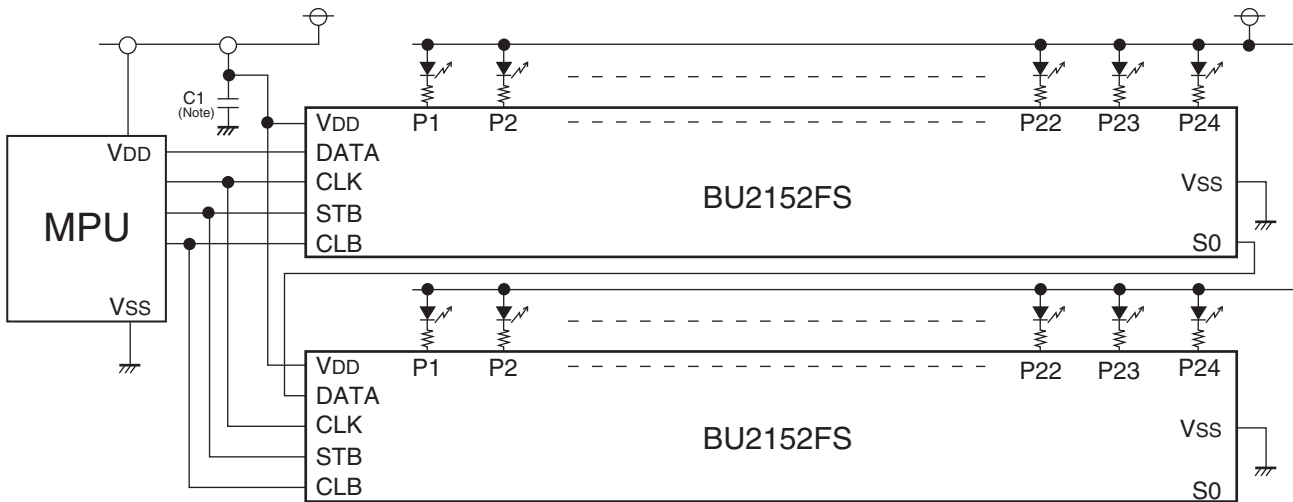 C1
(Note)
MPU
VDD
VSS
VDD
DATA
CLK
STB
CLB
P1
P2
P22
P23
P24
BU2152FS
VSS
S0
VDD
DATA
CLK
STB
CLB
P1
P2
P22
P23
P24
BU2152FS
VSS
S0